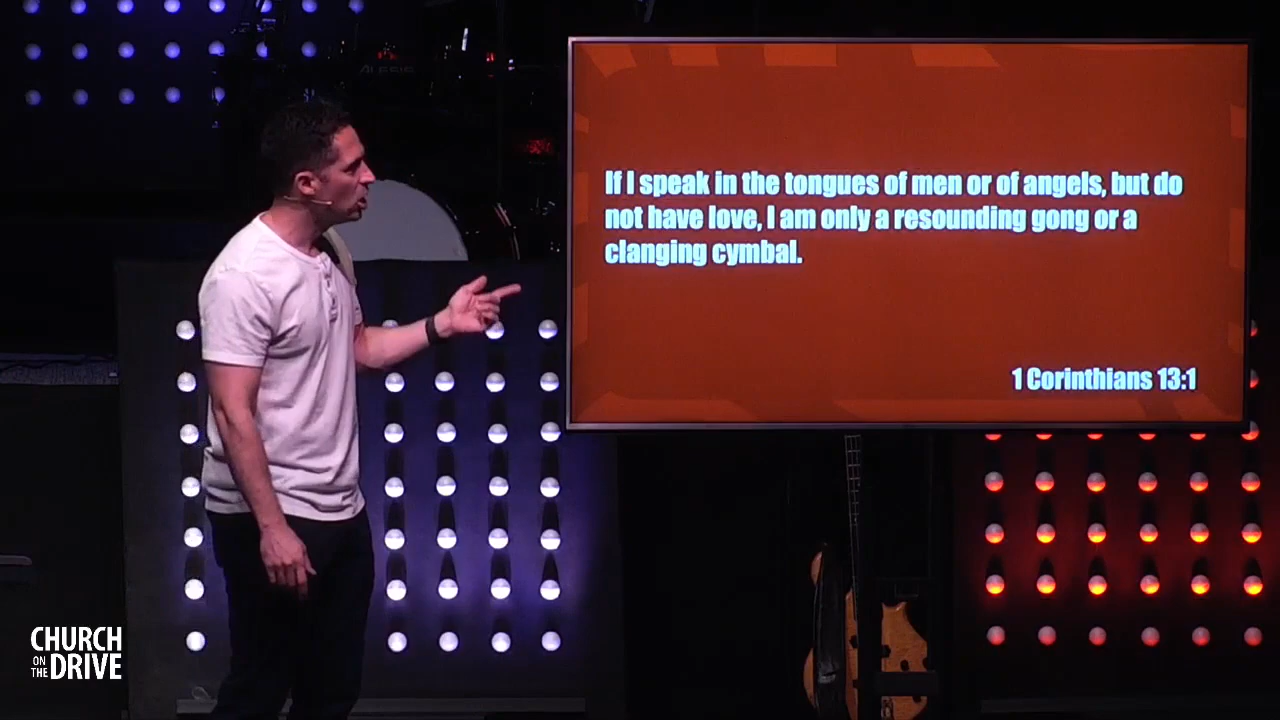 ALESIS
If I speak in the tongues of men or of angels, but do
not have love, I am only a resounding gong or a
clanging cymbal.
1 Corinthians 13:1
CHURCH
ON THE DRIVE